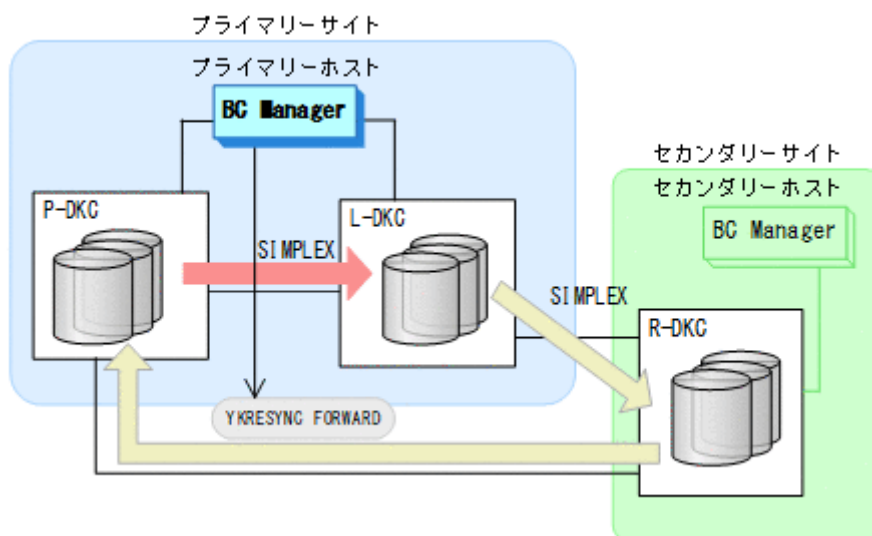 プライマリーサイト
プライマリーホスト
BC Manager
セカンダリーサイト
セカンダリーホスト
BC Manager
P-DKC
L-DKC
SIMPLEX
SIMPLEX
R-DKC
YKRESYNC FORWARD